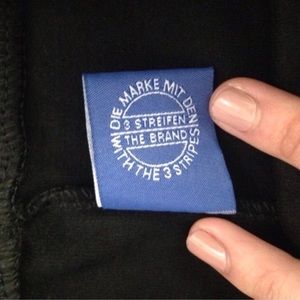 DIE MARKE MIT DEN
3 STREIFEN
THE BRAND
WITH THE 3 STRIPES